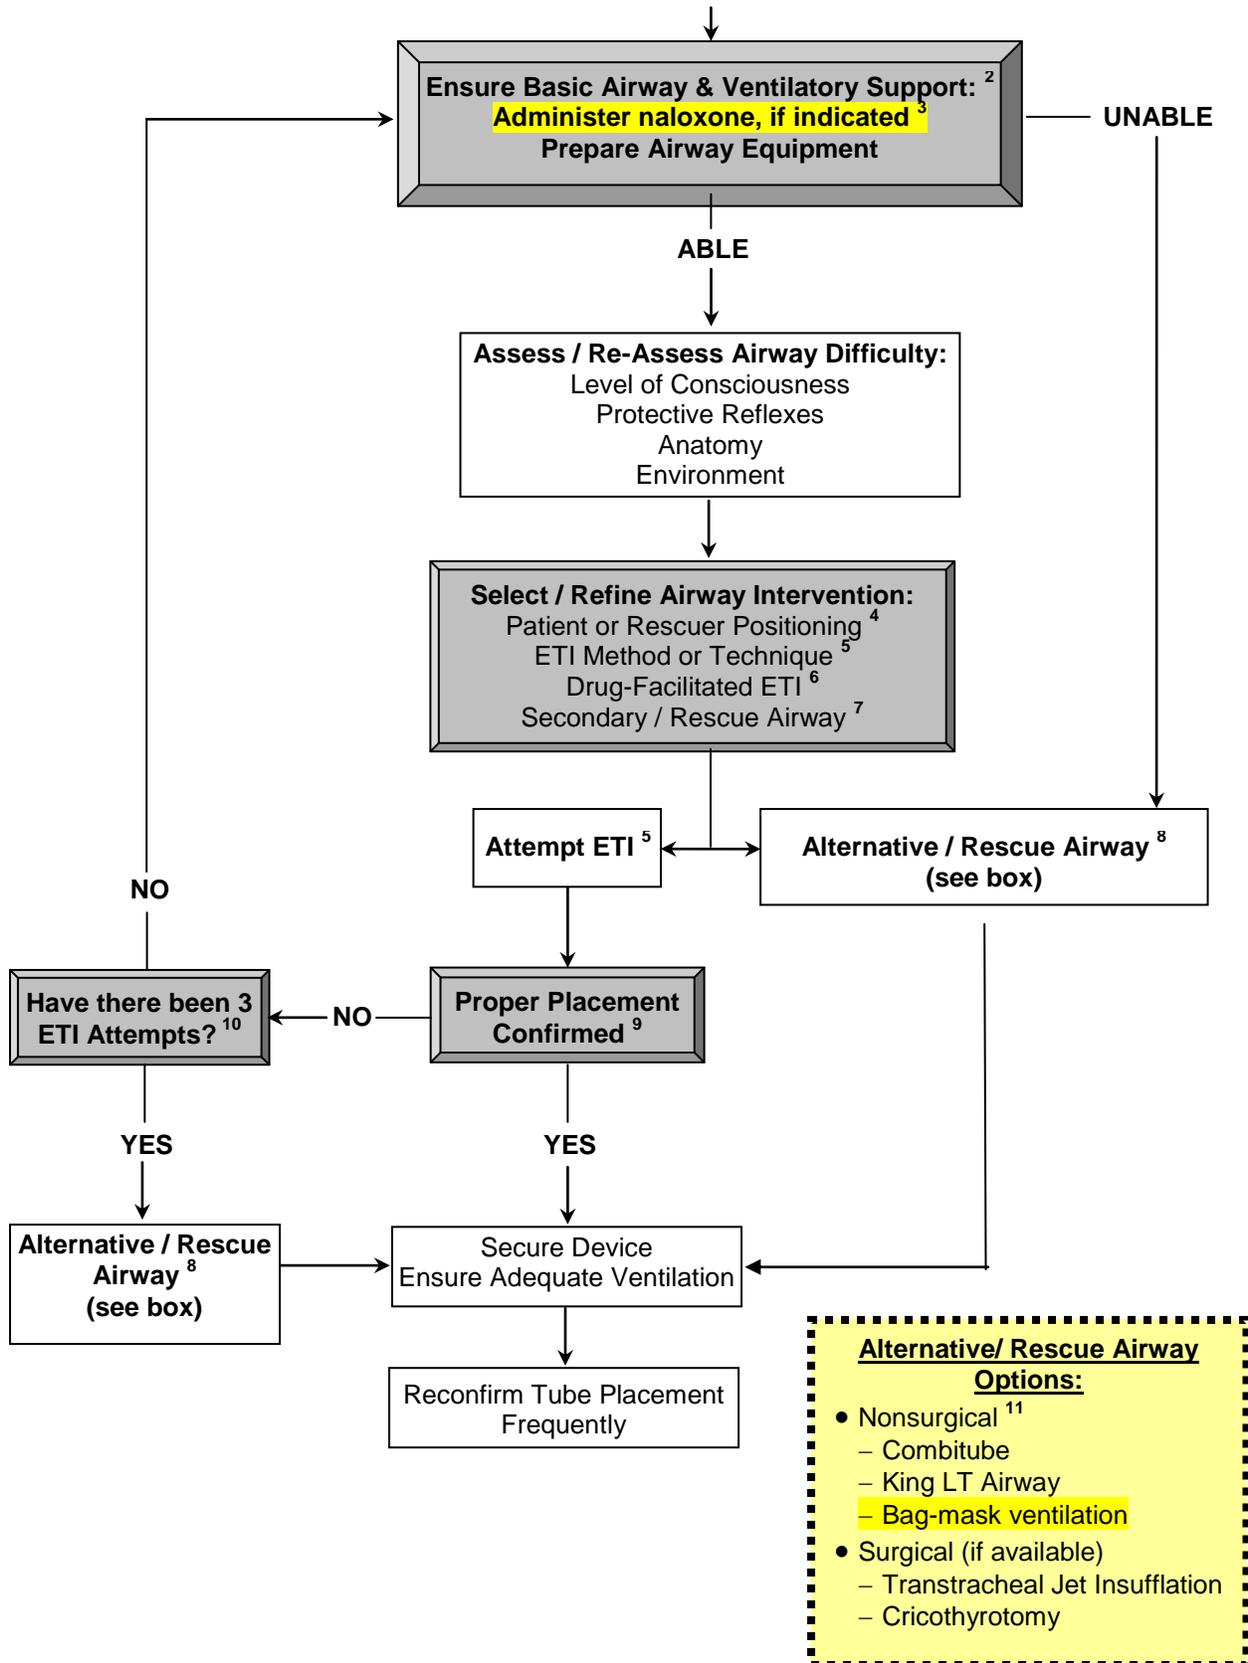 Ensure Basic Airway & Ventilatory Support: 2
Administer naloxone, if indicated 3
Prepare Airway Equipment
UNABLE
ABLE
Assess / Re-Assess Airway Difficulty:
Level of Consciousness
Protective Reflexes
Anatomy
Environment
Select / Refine Airway Intervention:
Patient or Rescuer Positioning 4
ETI Method or Technique 5
Drug-Facilitated ETI 6
Secondary / Rescue Airway 7
Attempt ETI 5
Alternative / Rescue Airway 8
(see box)
NO
Have there been 3
ETI Attempts? 10
NO
Proper Placement
Confirmed 9
YES
YES
Alternative / Rescue
Airway 8
(see box)
Secure Device
Ensure Adequate Ventilation
Reconfirm Tube Placement
Frequently
Alternative/ Rescue Airway
Options:
• Nonsurgical 11
– Combitube
– King LT Airway
– Bag-mask ventilation
• Surgical (if available)
– Transtracheal Jet Insufflation
– Cricothyrotomy